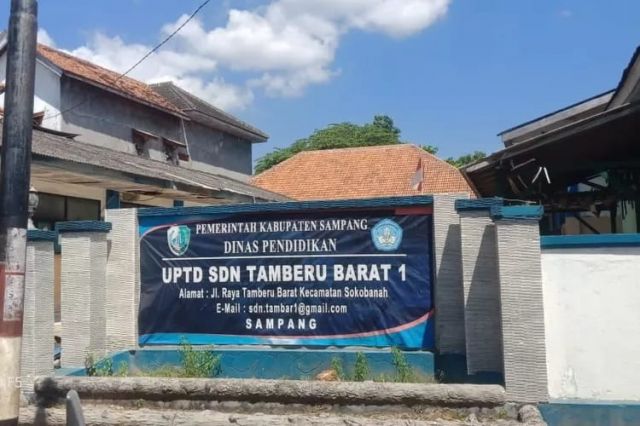 PEMERINTAH KABUPATEN SAMPANG
DINAS PENDIDIKAN
UPTD SDN TAMBERU BARAT 1
Alamat : Jl. Raya Tamberu Barat Kecamatan Sokobanah
E-Mail : sdn.tambar1@gmail.com
SAMPANG